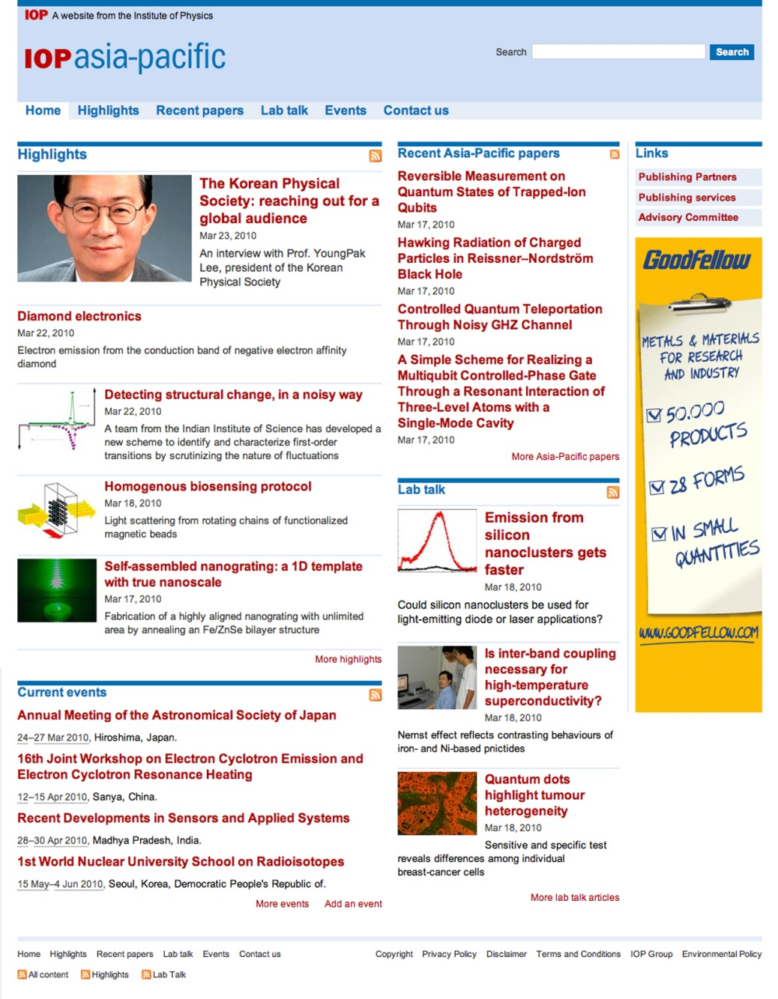 IOP A website from the Institute of Physics
IOP asia-pacific
Search
Search
Home Highlights Recent papers Lab talk Events Contact us
Highlights
The Korean Physical
Society: reaching out for a
global audience
Mar 23, 2010
An interview with Prof. YoungPak
Lee, president of the Korean
Physical Society
Diamond electronics
Mar 22, 2010
Electron emission from the conduction band of negative electron affinity
diamond
Detecting structural change, in a noisy way
Mar 22, 2010
A team from the Indian Institute of Science has developed a
new scheme to identify and characterize first-order
transitions by scrutinizing the nature of fluctuations
Homogenous biosensing protocol
Mar 18, 2010
Light scattering from rotating chains of functionalized
magnetic beads
Self-assembled nanograting: a 1D template
with true nanoscale
Mar 17, 2010
Fabrication of a highly aligned nanograting with unlimited
area by annealing an Fe/ZnSe bilayer structure
More highlights
Current events
Annual Meeting of the Astronomical Society of Japan
24–27 Mar 2010, Hiroshima, Japan.
16th Joint Workshop on Electron Cyclotron Emission and
Electron Cyclotron Resonance Heating
12–15 Apr 2010, Sanya, China.
Recent Developments in Sensors and Applied Systems
28–30 Apr 2010, Madhya Pradesh, India.
1st World Nuclear University School on Radioisotopes
15 May–4 Jun 2010, Seoul, Korea, Democratic People's Republic of.
More events Add an event
Recent Asia-Pacific papers
Reversible Measurement on
Quantum States of Trapped-Ion
Qubits
Mar 17, 2010
Hawking Radiation of Charged
Particles in Reissner–Nordström
Black Hole
Mar 17, 2010
Controlled Quantum Teleportation
Through Noisy GHZ Channel
Mar 17, 2010
A Simple Scheme for Realizing a
Multiqubit Controlled-Phase Gate
Through a Resonant Interaction of
Three-Level Atoms with a
Single-Mode Cavity
Mar 17, 2010
More Asia-Pacific papers
Lab talk
Emission from
silicon
nanoclusters gets
faster
Mar 18, 2010
Could silicon nanoclusters be used for
light-emitting diode or laser applications?
Is inter-band coupling
necessary for
high-temperature
superconductivity?
Mar 18, 2010
Nernst effect reflects contrasting behaviours of
iron- and Ni-based pnictides
Quantum dots
highlight tumour
heterogeneity
Mar 18, 2010
Sensitive and specific test
reveals differences among individual
breast-cancer cells
More lab talk articles
Links
Publishing Partners
Publishing services
Advisory Committee
GoodFellow
METALS & MATERIALS
FOR RESEARCH
AND INDUSTRY
50.000
PRODUCTS
28 FORMS
IN SMALL
QUANTITIES
WWW.GOODFELLOW.COM
Home Highlights Recent papers Lab talk Events Contact us
Copyright Privacy Policy Disclaimer Terms and Conditions IOP Group Environmental Policy
All content Highlights Lab Talk